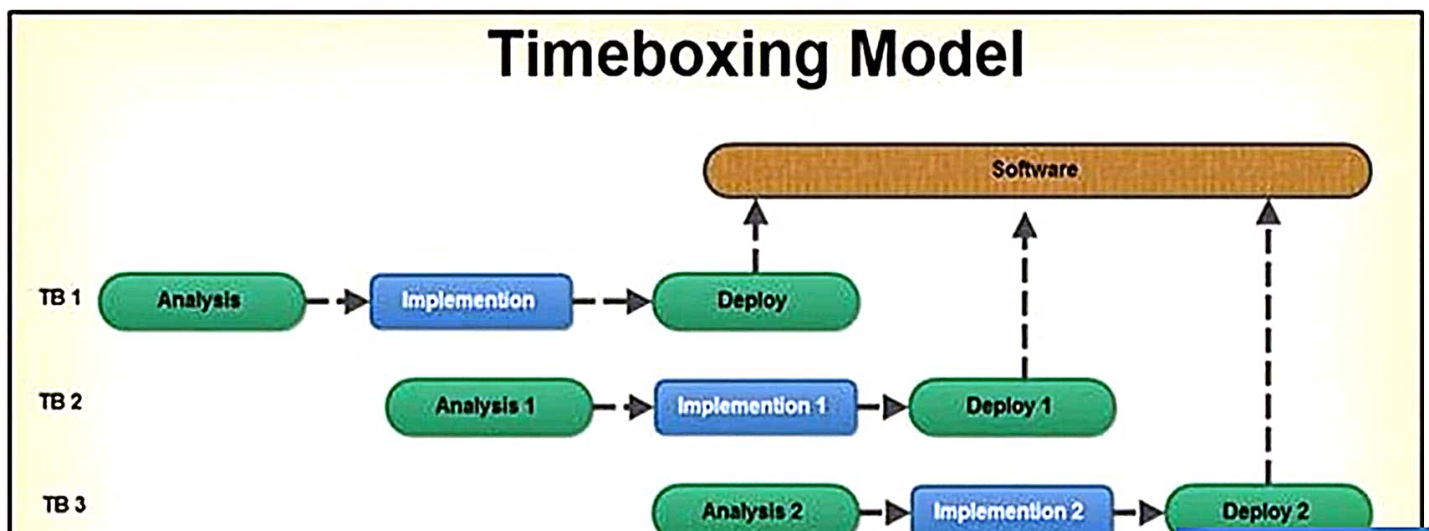 Timeboxing Model
Software
TB 1 Analysis Implemention Deploy
TB 2 Analysis 1 Implemention 1 Deploy 1
TB 3 Analysis 2 Implemention 2 Deploy 2